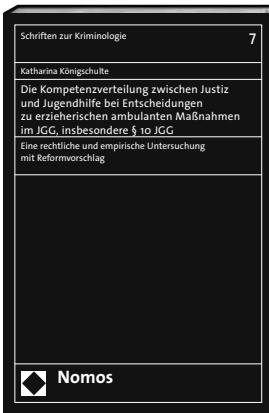 Schriften zur Kriminologie
7
Katharina Königschulte
Die Kompetenzverteilung zwischen Justiz
und Jugendhilfe bei Entscheidungen
zu erzieherischen ambulanten Maßnahmen
im JGG, insbesondere § 10 JGG
Eine rechtliche und empirische Untersuchung
mit Reformvorschlag
Nomos